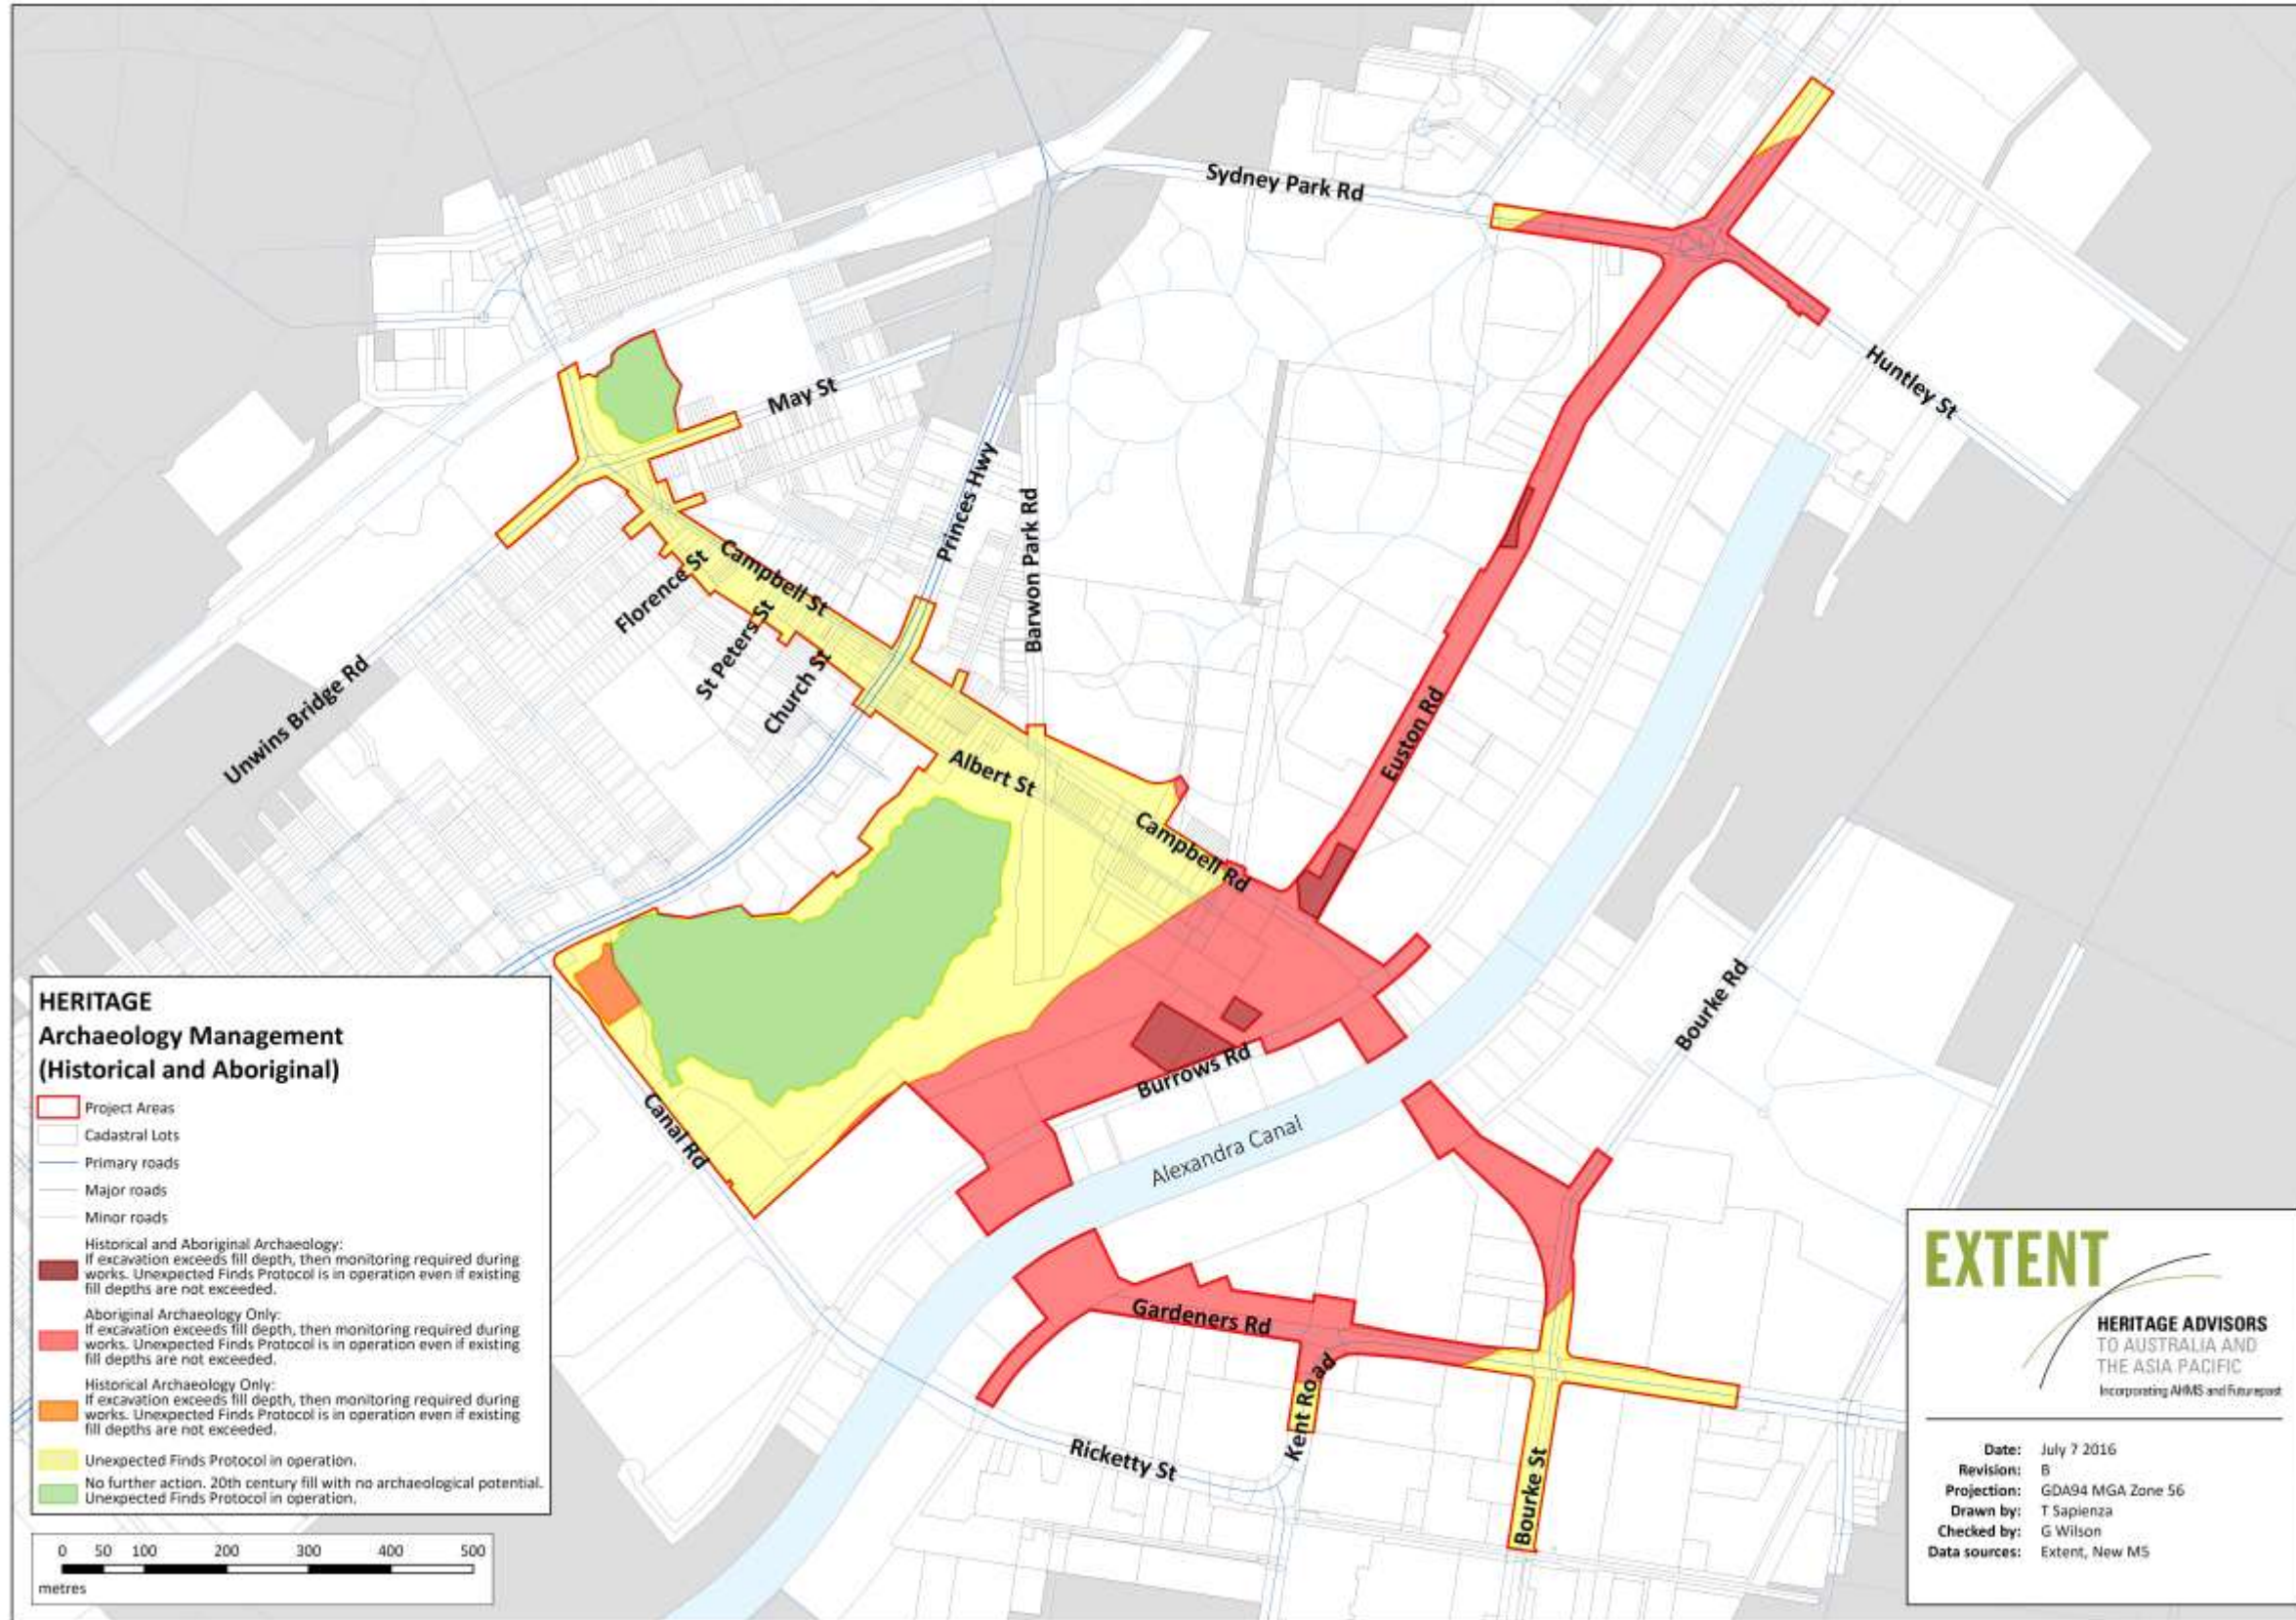 Sydney Park Rd
Huntley St
May St
Princes Hwy
Barwon Park Rd
Campbell St
Florence St
St Peters St
Church St
Unwins Bridge Rd
Euston Rd
Albert St
Campbell Rd
Bourke Rd
Burrows Rd
Canal Rd
Alexandra Canal
Gardeners Rd
Kent Road
Ricketty St
Bourke St
HERITAGE
Archaeology Management
(Historical and Aboriginal)
Project Areas
Cadastral Lots
Primary roads
Major roads
Minor roads
Historical and Aboriginal Archaeology:
If excavation exceeds fill depth, then monitoring required during
works. Unexpected Finds Protocol is in operation even if existing
fill depths are not exceeded.
Aboriginal Archaeology Only:
If excavation exceeds fill depth, then monitoring required during
works. Unexpected Finds Protocol is in operation even if existing
fill depths are not exceeded.
Historical Archaeology Only:
If excavation exceeds fill depth, then monitoring required during
works. Unexpected Finds Protocol is in operation even if existing
fill depths are not exceeded.
Unexpected Finds Protocol in operation.
No further action. 20th century fill with no archaeological potential.
Unexpected Finds Protocol in operation.
0 50 100 200 300 400 500
metres
EXTENT
HERITAGE ADVISORS
TO AUSTRALIA AND
THE ASIA PACIFIC
Incorporating AHMS and Futurepast
Date: July 7 2016
Revision: B
Projection: GDA94 MGA Zone 56
Drawn by: T Sapienza
Checked by: G Wilson
Data sources: Extent, New M5